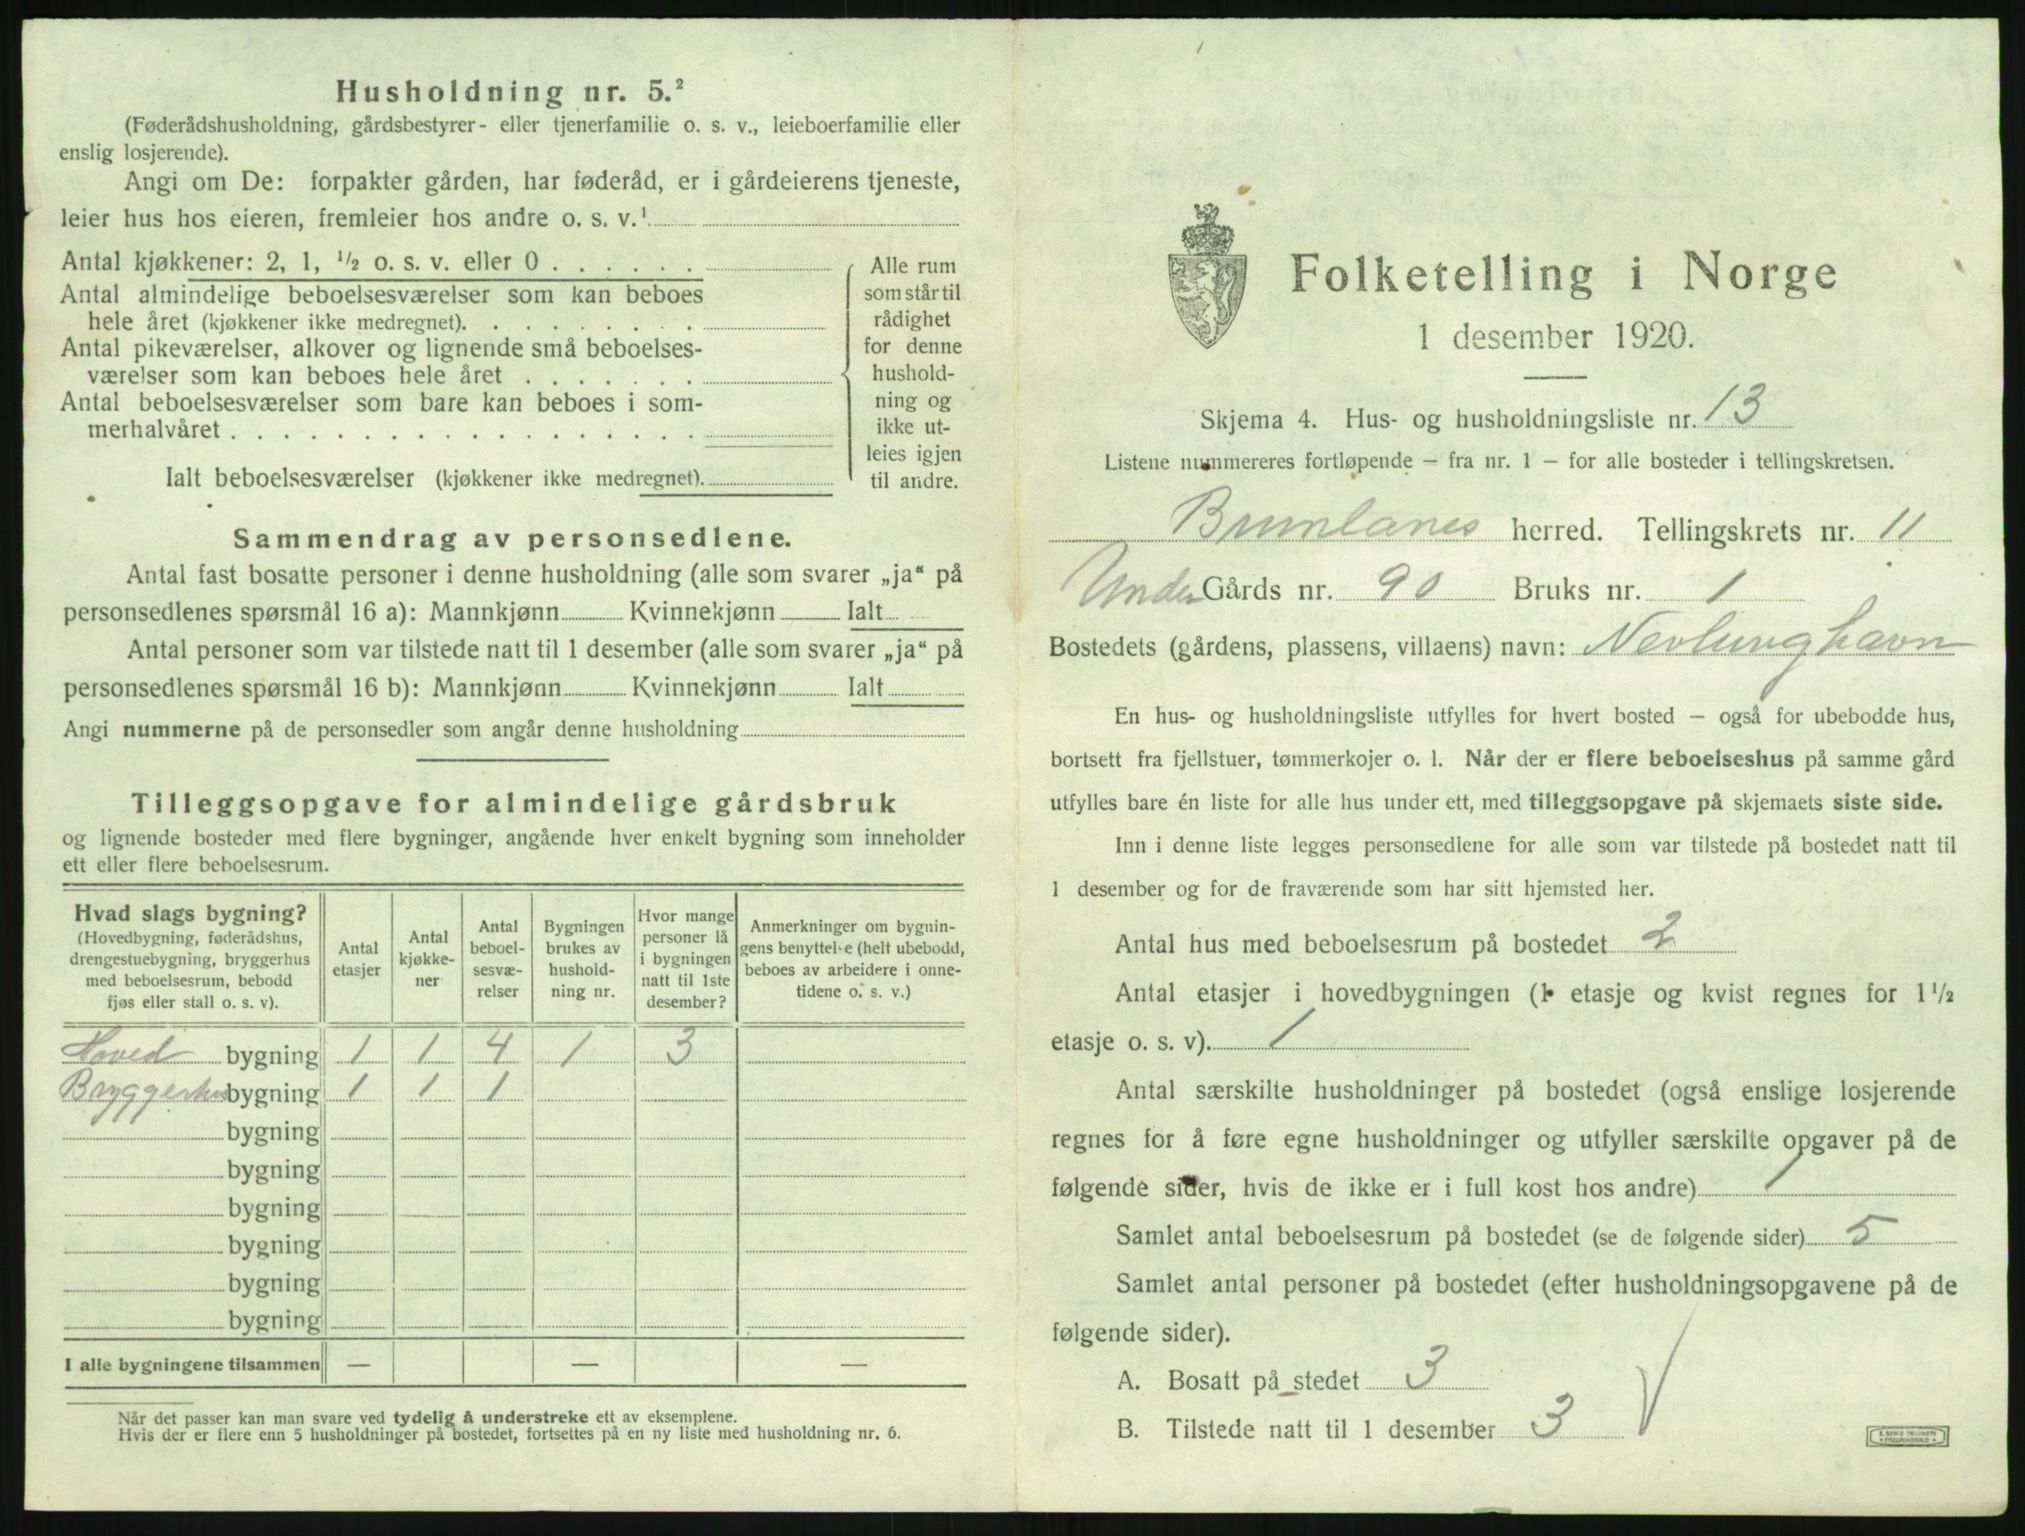 Husholdning nr. 5.²
(Føderådshusholdning, gårdsbestyrer- eller tjenerfamilie o. s. v., leieboerfamilie eller
enslig losjerende).
Angi om De: forpakter gården, har føderåd, er i gårdeierens tjeneste,
leier hus hos eieren, fremleier hos andre o. s. v.¹
Antal kjøkkener: 2, 1, ½ o. s. v. eller 0 . . . . . .
Antal almindelige beboelsesværelser som kan beboes
hele året (kjøkkener ikke medregnet). . . . . . . . .
Antal pikeværelser, alkover og lignende små beboelses-
værelser som kan beboes hele året . . . . . . .
Antal beboelsesværelser som bare kan beboes i som-
merhalvåret . . . . . . . . . . . . . . . . . .
Ialt beboelsesværelser (kjøkkener ikke medregnet).
Alle rum
som står til
rådighet
for denne
hushold-
ning og
ikke ut-
leies igjen
til andre.
Sammendrag av personsedlene.
Antal fast bosatte personer i denne husholdning (alle som svarer „ja“ på
personsedlenes spørsmål 16 a): Mannkjønn Kvinnekjønn Ialt
Antal personer som var tilstede natt til 1 desember (alle som svarer „ja“ på
personsedlenes spørsmål 16 b): Mannkjønn Kvinnekjønn Ialt
Angi nummerne på de personsedler som angår denne husholdning
Tilleggsopgave for almindelige gårdsbruk
og lignende bosteder med flere bygninger, angående hver enkelt bygning som inneholder
ett eller flere beboelsesrum.
Hvad slags bygning?
(Hovedbygning, føderådshus,
drengestuebygning, bryggerhus
med beboelsesrum, bebodd
fjøs eller stall o. s. v).
Antal
etasjer
Antal
kjøkke-
ner
Antal
beboel-
sesvæ-
relser
Bygningen
brukes av
hushold-
ning nr.
Hvor mange
personer lå
i bygningen
natt til 1ste
desember?
Anmerkninger om bygnin-
gens benyttelse (helt ubebodd,
beboes av arbeidere i onne-
tidene o. s. v.)
Hoved bygning 1 1 4 1 3
Bryggerhus bygning 1 1 1
bygning
bygning
bygning
bygning
bygning
bygning
I alle bygningene tilsammen — — —
Når det passer kan man svare ved tydelig å understreke ett av eksemplene.
Hvis der er flere enn 5 husholdninger på bostedet, fortsettes på en ny liste med husholdning nr. 6.
Folketelling i Norge
1 desember 1920.
Skjema 4. Hus- og husholdningsliste nr. 13
Listene nummereres fortløpende – fra nr. 1 – for alle bosteder i tellingskretsen.
Brunlanes herred. Tellingskrets nr. 11
Under Gårds nr. 90 Bruks nr. 1
Bostedets (gårdens, plassens, villaens) navn: Nevlunghavn
En hus- og husholdningsliste utfylles for hvert bosted – også for ubebodde hus,
bortsett fra fjellstuer, tømmerkojer o. l. Når der er flere beboelseshus på samme gård
utfylles bare én liste for alle hus under ett, med tilleggsopgave på skjemaets siste side.
Inn i denne liste legges personsedlene for alle som var tilstede på bostedet natt til
1 desember og for de fraværende som har sitt hjemsted her.
Antal hus med beboelsesrum på bostedet 2
Antal etasjer i hovedbygningen (1 etasje og kvist regnes for 1½
etasje o. s. v). 1
Antal særskilte husholdninger på bostedet (også enslige losjerende
regnes for å føre egne husholdninger og utfyller særskilte opgaver på de
følgende sider, hvis de ikke er i full kost hos andre) 1
Samlet antal beboelsesrum på bostedet (se de følgende sider) 5
Samlet antal personer på bostedet (efter husholdningsopgavene på de
følgende sider).
A. Bosatt på stedet 3
B. Tilstede natt til 1 desember 3